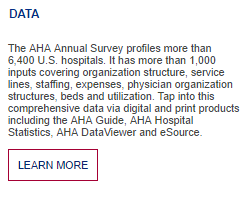 DATA
The AHA Annual Survey profiles more than
6,400 U.S. hospitals. It has more than 1,000
inputs covering organization structure, service
lines, staffing, expenses, physician organization
structures, beds and utilization. Tap into this
comprehensive data via digital and print products
including the AHA Guide, AHA Hospital
Statistics, AHA DataViewer and eSource.
LEARN MORE